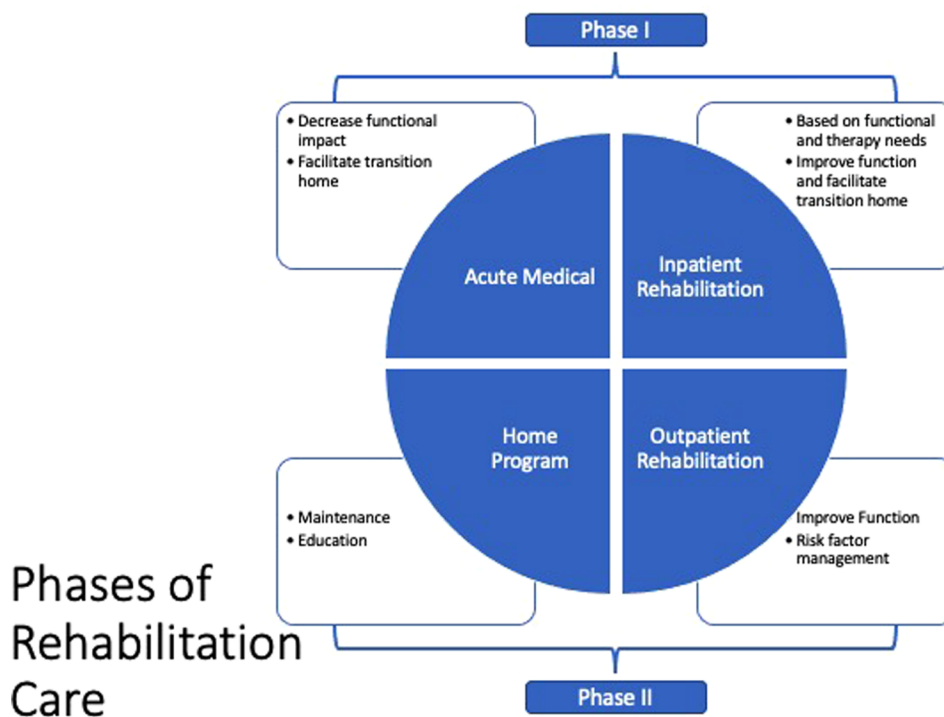 Phase I
• Decrease functional
impact
• Facilitate transition
home
• Based on functional
and therapy needs
• Improve function
and facilitate
transition home
Acute Medical
Inpatient
Rehabilitation
Home
Program
Outpatient
Rehabilitation
• Maintenance
• Education
Improve Function
• Risk factor
management
Phases of
Rehabilitation
Care
Phase II